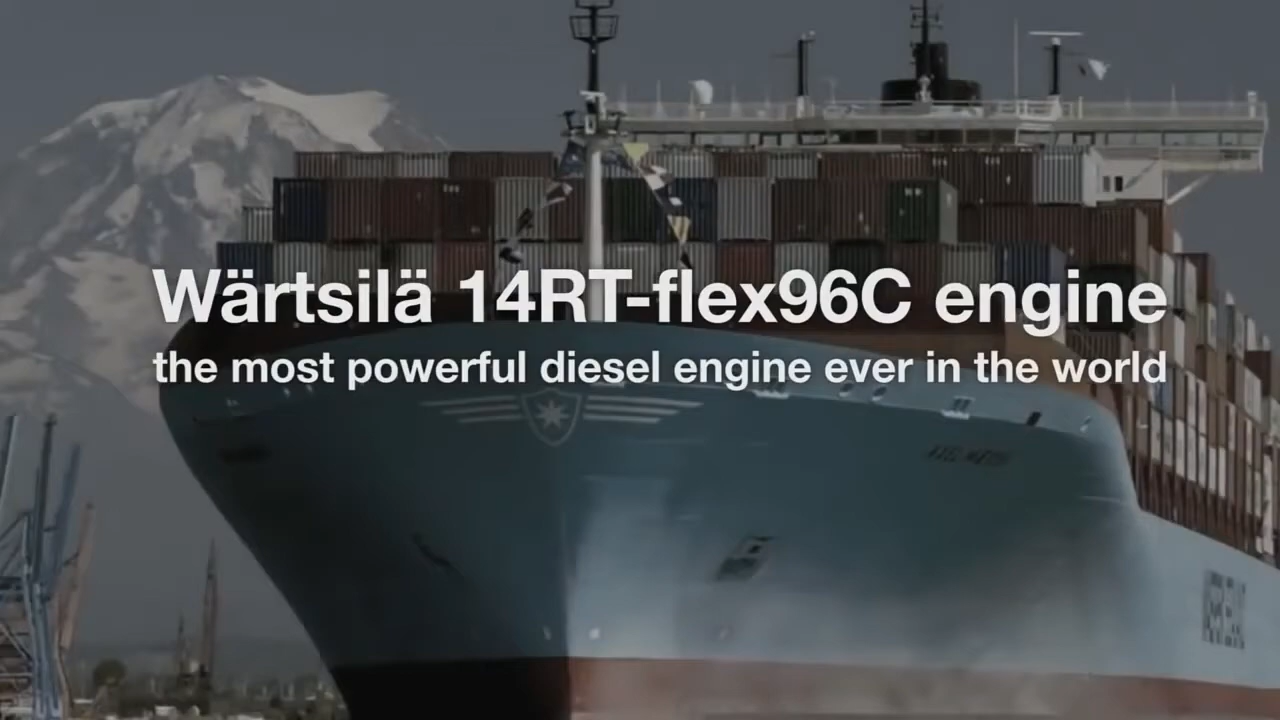 Wärtsilä 14RT-flex96C engine
the most powerful diesel engine ever in the world